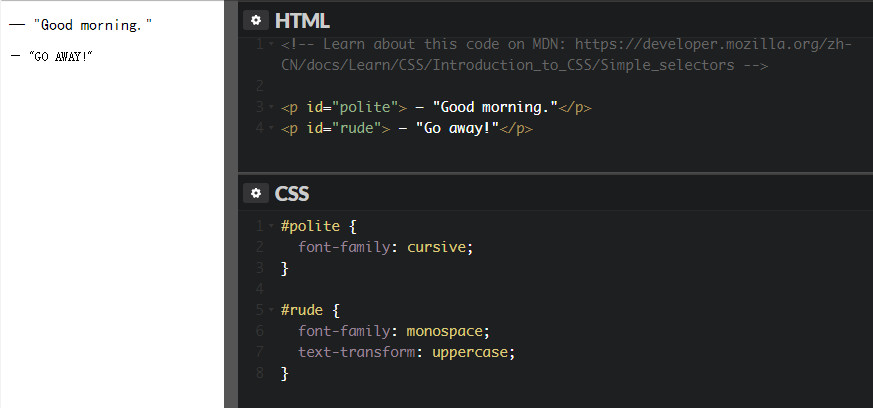 — "Good morning."
— "GO AWAY!"
HTML
1 <!-- Learn about this code on MDN: https://developer.mozilla.org/zh-
CN/docs/Learn/CSS/Introduction_to_CSS/Simple_selectors -->
2
3 <p id="polite"> — "Good morning."</p>
4 <p id="rude"> — "Go away!"</p>
CSS
1 #polite {
2   font-family: cursive;
3 }
4
5 #rude {
6   font-family: monospace;
7   text-transform: uppercase;
8 }